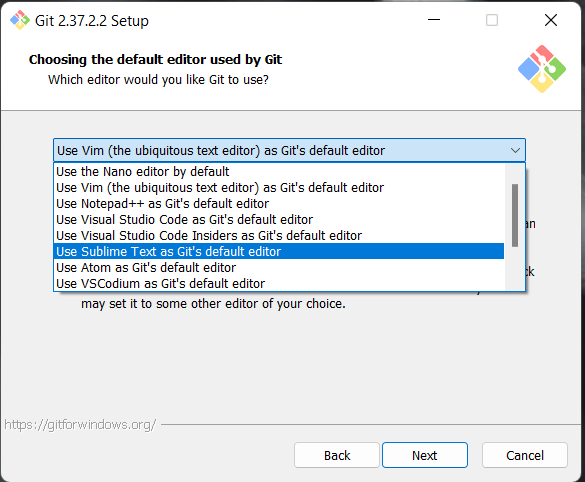 Git 2.37.2.2 Setup
Choosing the default editor used by Git
Which editor would you like Git to use?
Use Vim (the ubiquitous text editor) as Git's default editor
Use the Nano editor by default
Use Vim (the ubiquitous text editor) as Git's default editor
Use Notepad++ as Git's default editor
Use Visual Studio Code as Git's default editor
Use Visual Studio Code Insiders as Git's default editor
Use Sublime Text as Git's default editor
Use Atom as Git's default editor
Use VSCodium as Git's default editor
may set it to some other editor of your choice.
https://gitforwindows.org/
Back
Next
Cancel